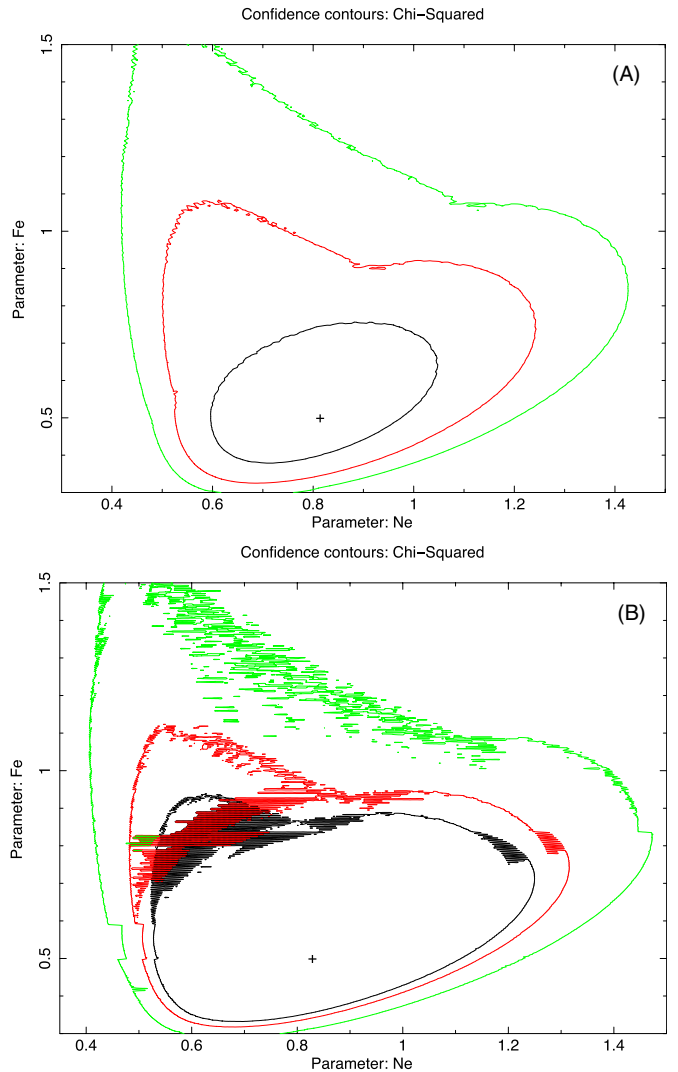 Confidence contours: Chi-Squared
(A)
1.5
1
0.5
Parameter: Fe
0.4 0.6 0.8 1 1.2 1.4
Parameter: Ne
Confidence contours: Chi-Squared
(B)
1.5
1
0.5
Parameter: Fe
0.4 0.6 0.8 1 1.2 1.4
Parameter: Ne